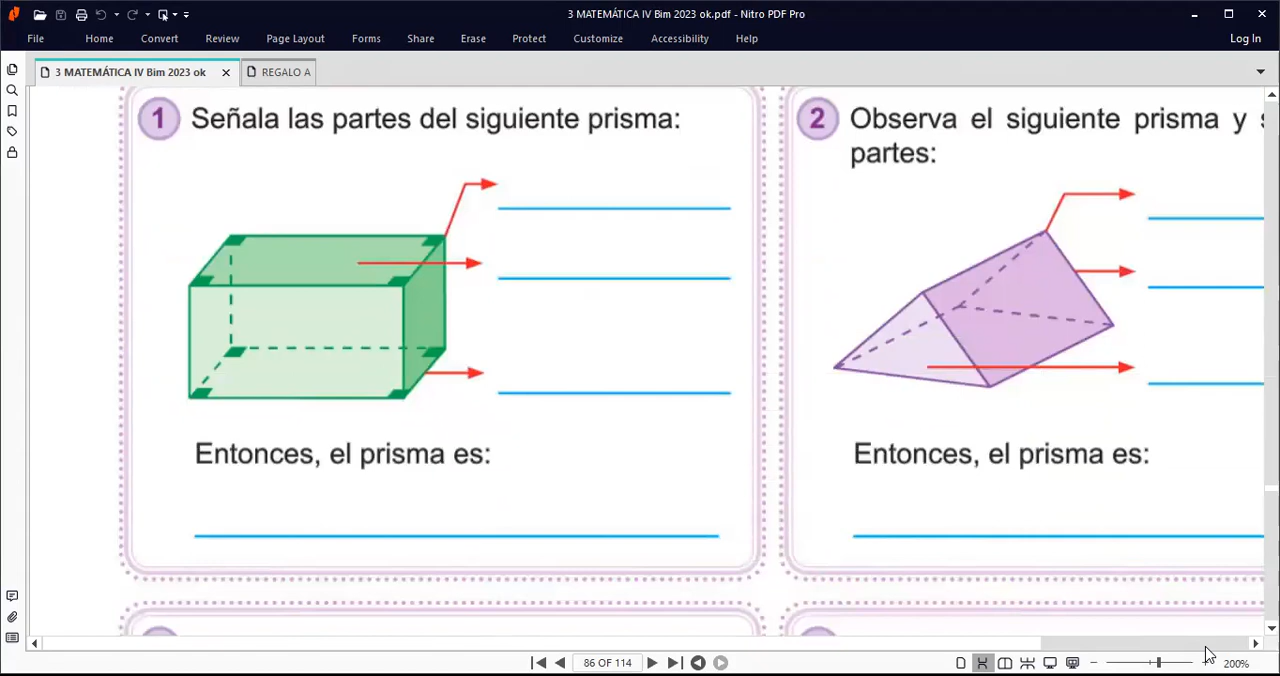 3 MATEMÁTICA IV Bim 2023 ok.pdf - Nitro PDF Pro
File Home Convert Review Page Layout Forms Share Erase Protect Customize Accessibility Help Log In
3 MATEMÁTICA IV Bim 2023 ok REGALO A
1 Señala las partes del siguiente prisma:
Entonces, el prisma es:
2 Observa el siguiente prisma y
partes:
Entonces, el prisma es:
86 OF 114
200%